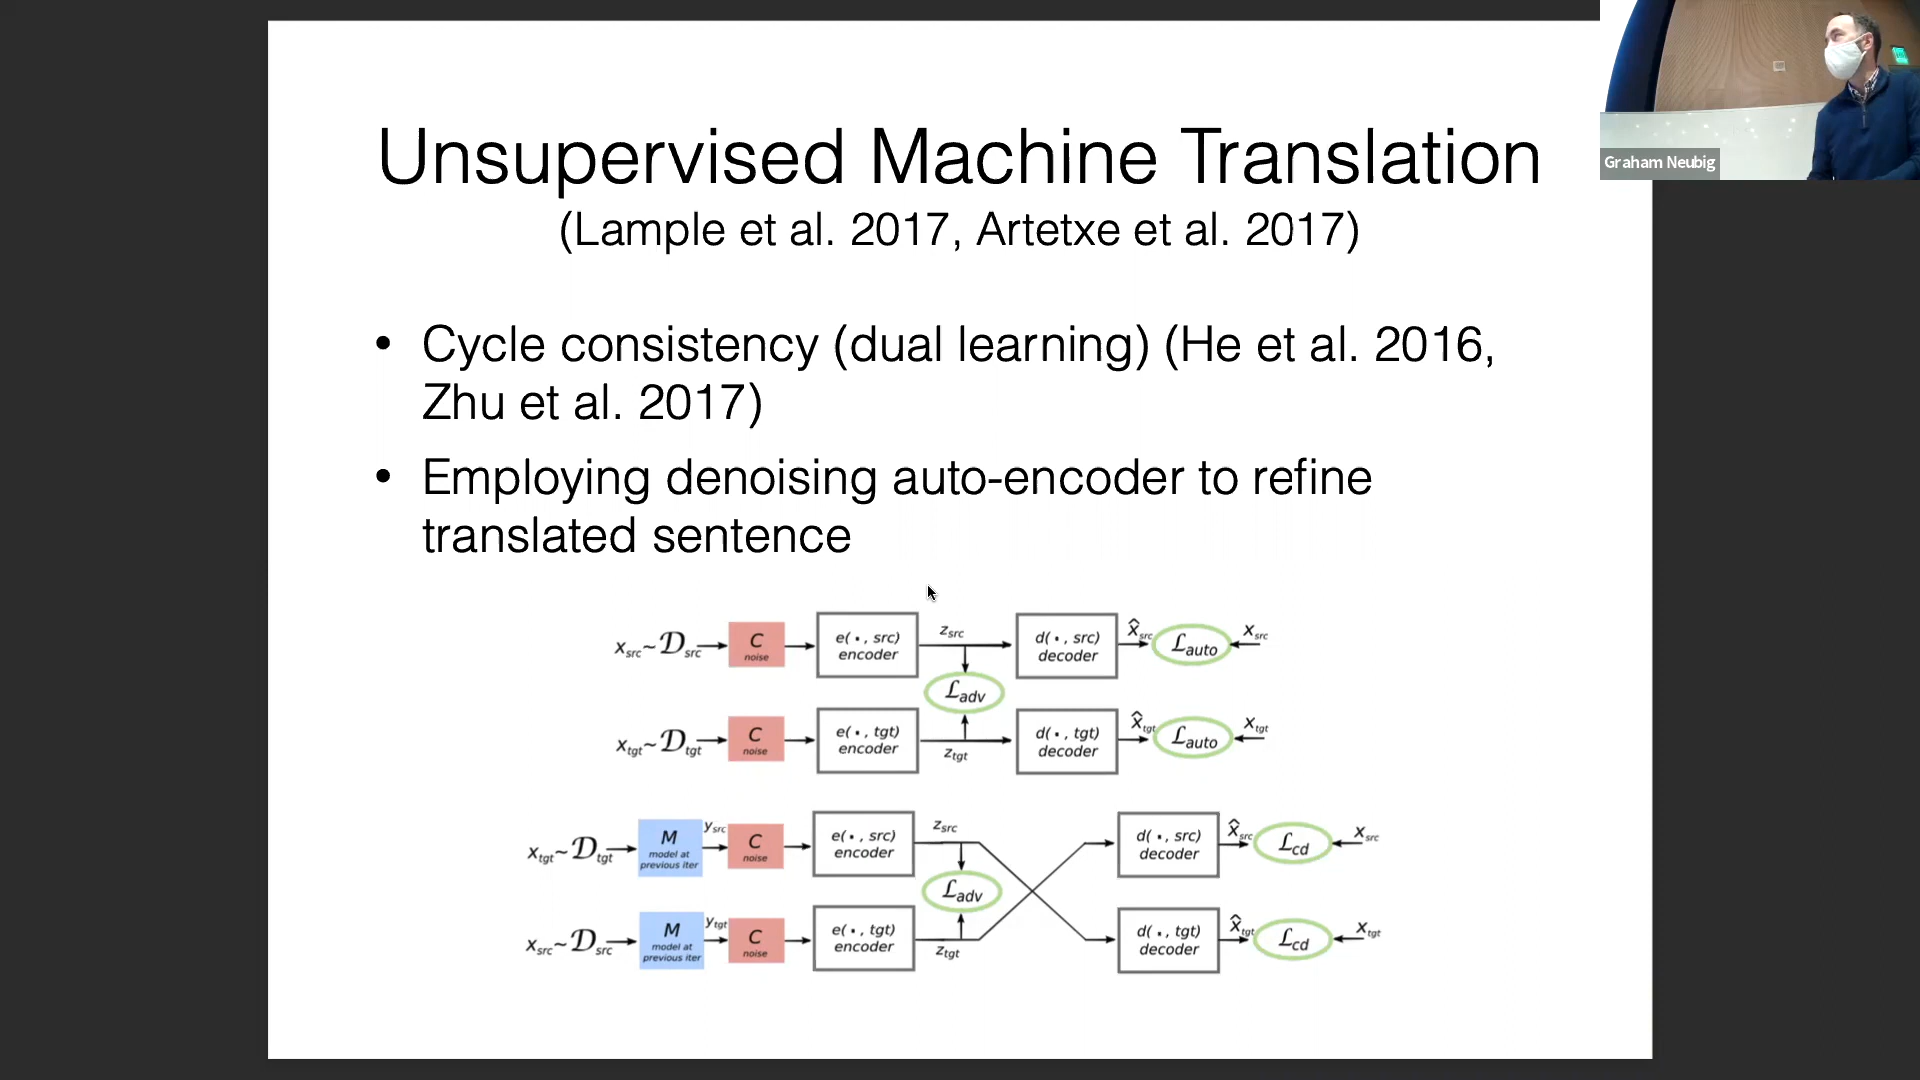 Unsupervised Machine Translation
(Lample et al. 2017, Artetxe et al. 2017)
Graham Neubig
• Cycle consistency (dual learning) (He et al. 2016,
Zhu et al. 2017)
• Employing denoising auto-encoder to refine
translated sentence
x_src ~ 𝒟_src C noise e(•, src) encoder z_src d(•, src) decoder x̂_src ℒ_auto x_src
ℒ_adv
x_tgt ~ 𝒟_tgt C noise e(•, tgt) encoder z_tgt d(•, tgt) decoder x̂_tgt ℒ_auto x_tgt
x_tgt ~ 𝒟_tgt M model at previous iter y_src C noise e(•, src) encoder z_src d(•, src) decoder x̂_src ℒ_cd x_src
ℒ_adv
x_src ~ 𝒟_src M model at previous iter y_tgt C noise e(•, tgt) encoder z_tgt d(•, tgt) decoder x̂_tgt ℒ_cd x_tgt